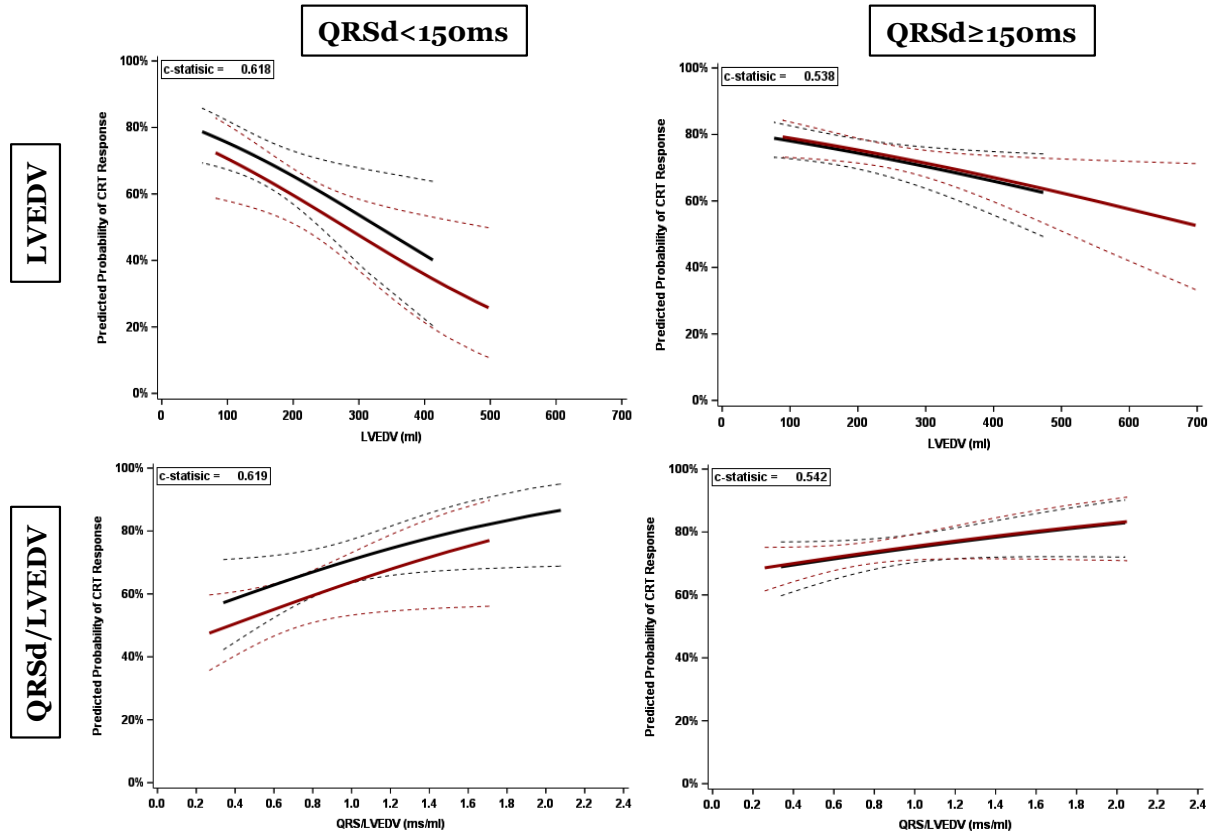 QRSd<150ms
QRSd≥150ms
LVEDV
c-statisic = 0.618
Predicted Probability of CRT Response
100%
80%
60%
40%
20%
0%
0 100 200 300 400 500 600 700
LVEDV (ml)
c-statisic = 0.538
Predicted Probability of CRT Response
100%
80%
60%
40%
20%
0%
0 100 200 300 400 500 600 700
LVEDV (ml)
QRSd/LVEDV
c-statisic = 0.619
Predicted Probability of CRT Response
100%
80%
60%
40%
20%
0%
0.0 0.2 0.4 0.6 0.8 1.0 1.2 1.4 1.6 1.8 2.0 2.2 2.4
QRS/LVEDV (ms/ml)
c-statisic = 0.542
Predicted Probability of CRT Response
100%
80%
60%
40%
20%
0%
0.0 0.2 0.4 0.6 0.8 1.0 1.2 1.4 1.6 1.8 2.0 2.2 2.4
QRS/LVEDV (ms/ml)